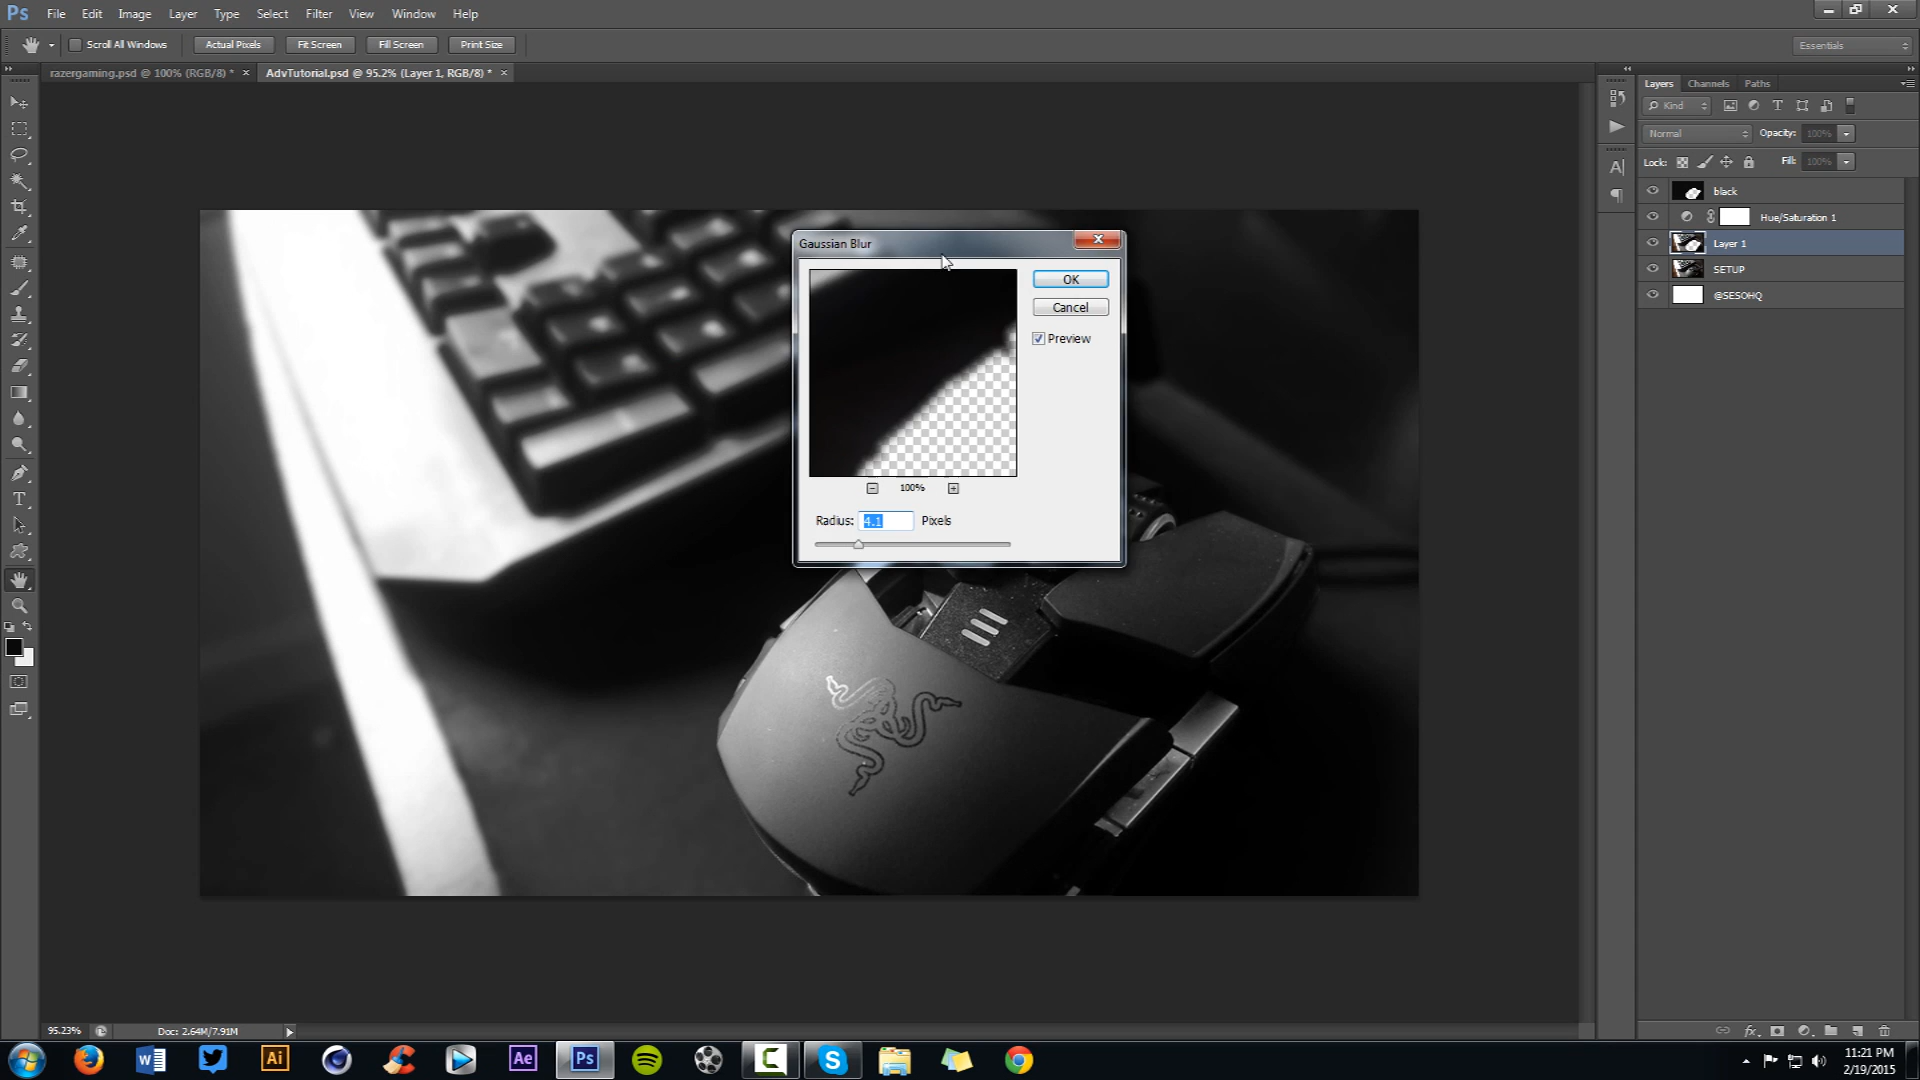 Ps File Edit Image Layer Type Select Filter View Window Help
Scroll All Windows Actual Pixels Fit Screen Fill Screen Print Size Essentials
razergaming.psd @ 100% (RGB/8) * × AdvTutorial.psd @ 95.2% (Layer 1, RGB/8) * ×
Layers Channels Paths
Kind
Normal Opacity: 100%
Lock: Fill: 100%
black
Hue/Saturation 1
Layer 1
SETUP
@SESOHQ
Gaussian Blur
OK
Cancel
Preview
100%
Radius: 4.1 Pixels
95.23% Doc: 2.64M/7.91M
Ai Ae Ps
11:21 PM
2/19/2015